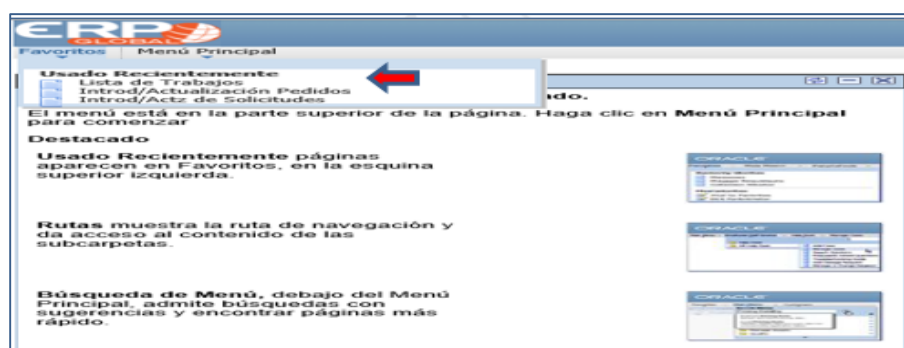 ERP
GLOBAL
Favoritos Menú Principal
Usado Recientemente
Lista de Trabajos
Introd/Actualización Pedidos
Introd/Actz de Solicitudes
do.
El menú está en la parte superior de la página. Haga clic en Menú Principal
para comenzar
Destacado
Usado Recientemente páginas
aparecen en Favoritos, en la esquina
superior izquierda.
ORACLE
Rutas muestra la ruta de navegación y
da acceso al contenido de las
subcarpetas.
ORACLE
Búsqueda de Menú, debajo del Menú
Principal, admite búsquedas con
sugerencias y encontrar páginas más
rápido.
ORACLE